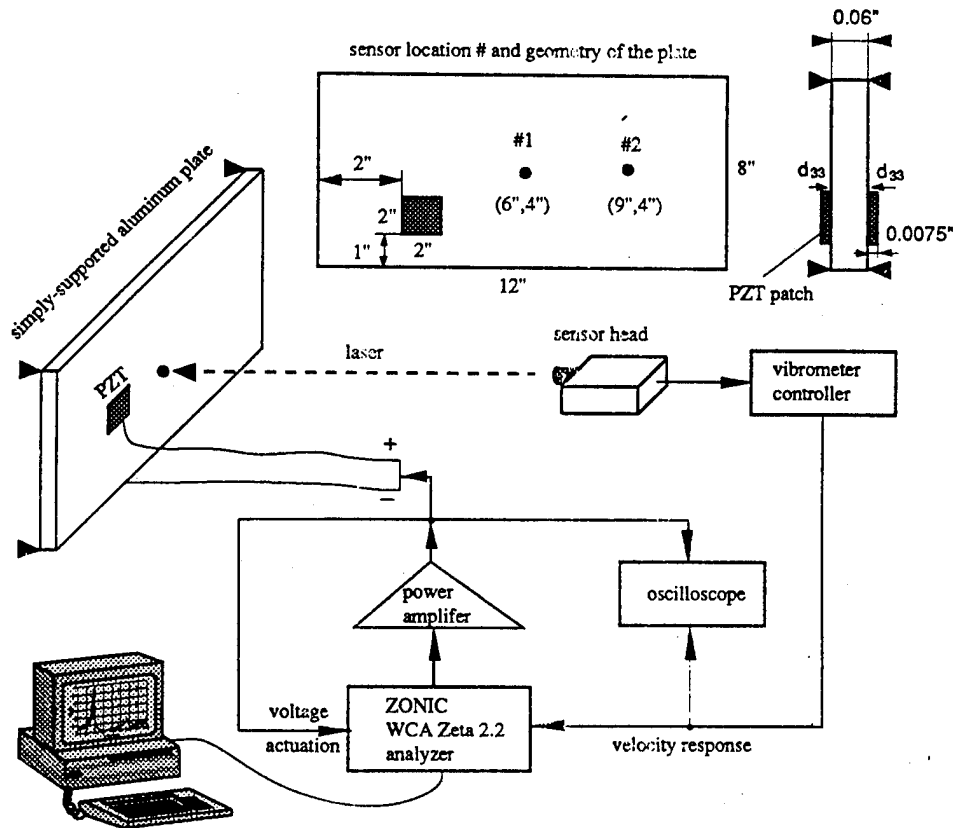 0.06"
sensor location # and geometry of the plate
#1
#2
2"
8"
d33
d33
(6",4")
(9",4")
2"
1"
2"
0.0075"
12"
PZT patch
simply-supported aluminum plate
sensor head
laser
PZT
vibrometer
controller
+
−
power
amplifer
oscilloscope
voltage
actuation
ZONIC
WCA Zeta 2.2
analyzer
velocity response